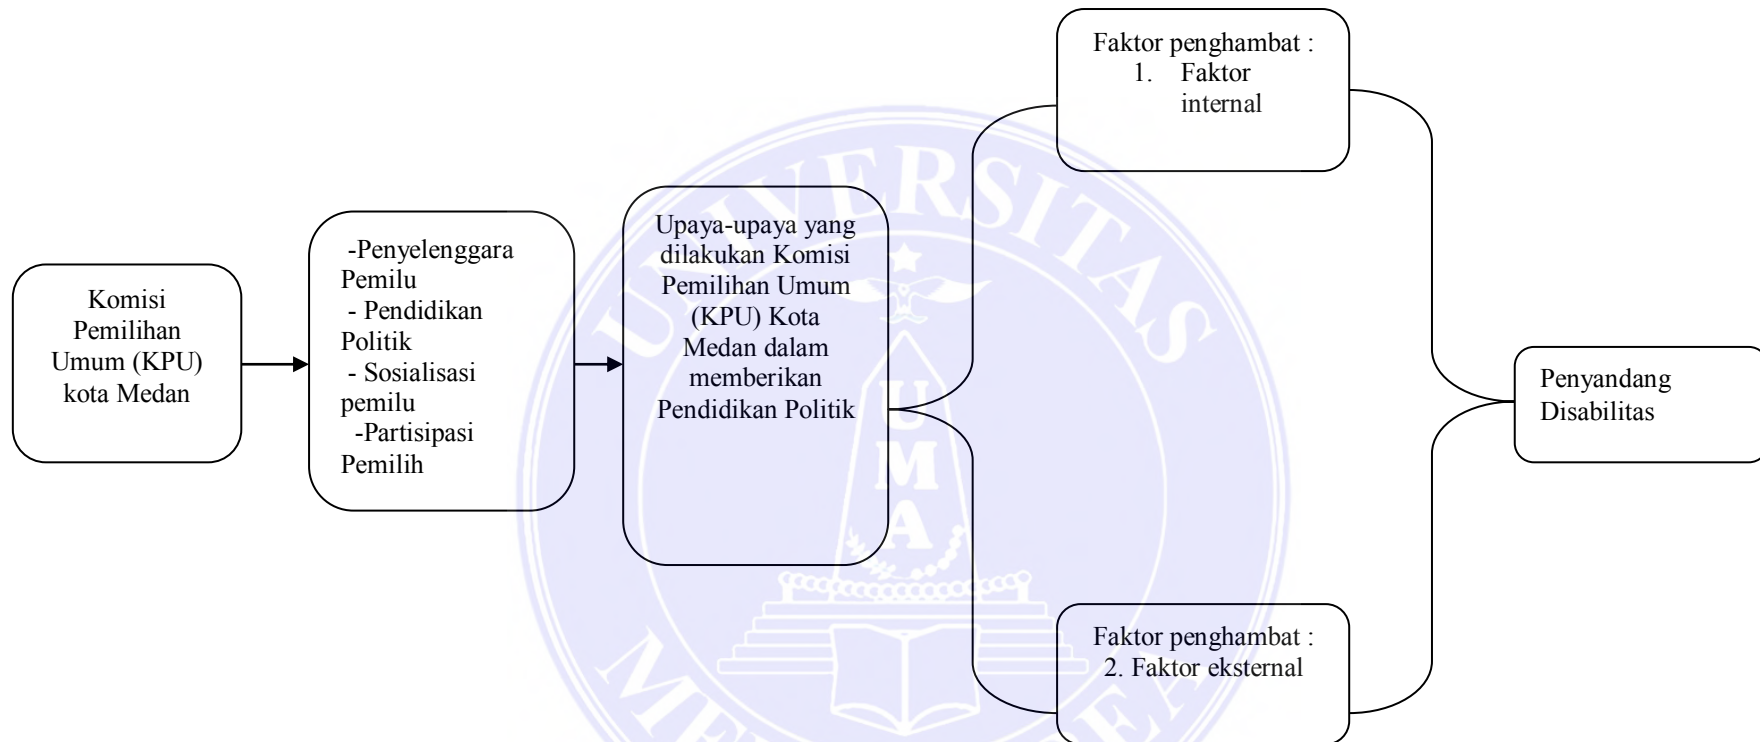 Komisi
Pemilihan
Umum (KPU)
kota Medan
-Penyelenggara
Pemilu
- Pendidikan
Politik
- Sosialisasi
pemilu
-Partisipasi
Pemilih
Upaya-upaya yang
dilakukan Komisi
Pemilihan Umum
(KPU) Kota
Medan dalam
memberikan
Pendidikan Politik
Faktor penghambat :
1. Faktor
internal
Faktor penghambat :
2. Faktor eksternal
Penyandang
Disabilitas
UNIVERSITAS
U
M
A